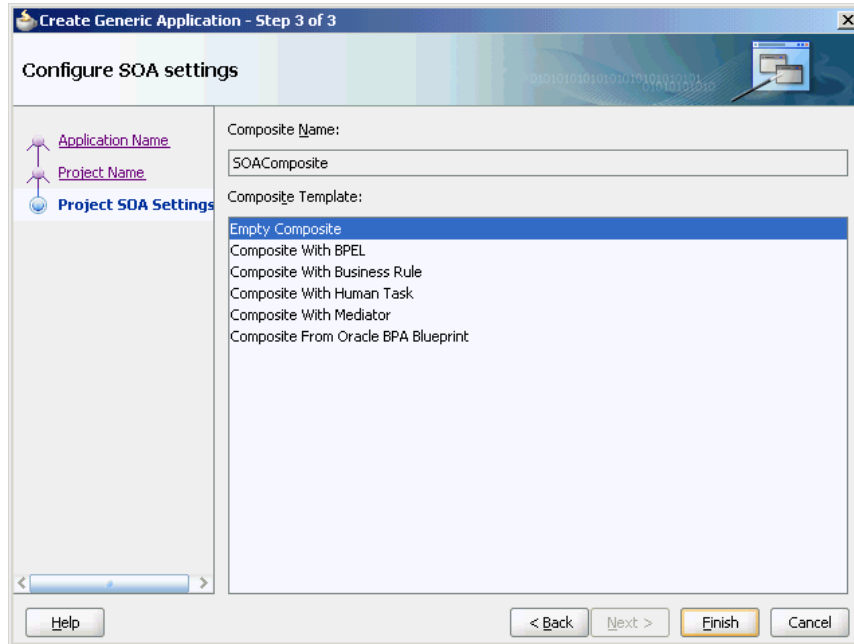 Create Generic Application - Step 3 of 3
Configure SOA settings
Application Name
Project Name
Project SOA Settings
Composite Name:
SOAComposite
Composite Template:
Empty Composite
Composite With BPEL
Composite With Business Rule
Composite With Human Task
Composite With Mediator
Composite From Oracle BPA Blueprint
Help
< Back
Next >
Finish
Cancel